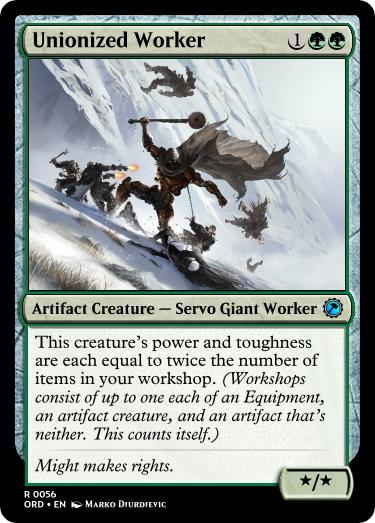 Unionized Worker 1
Artifact Creature — Servo Giant Worker
This creature's power and toughness
are each equal to twice the number of
items in your workshop. (Workshops
consist of up to one each of an Equipment,
an artifact creature, and an artifact that's
neither. This counts itself.)
Might makes rights.
★/★
R 0056
ORD • EN Marko Djurdjevic